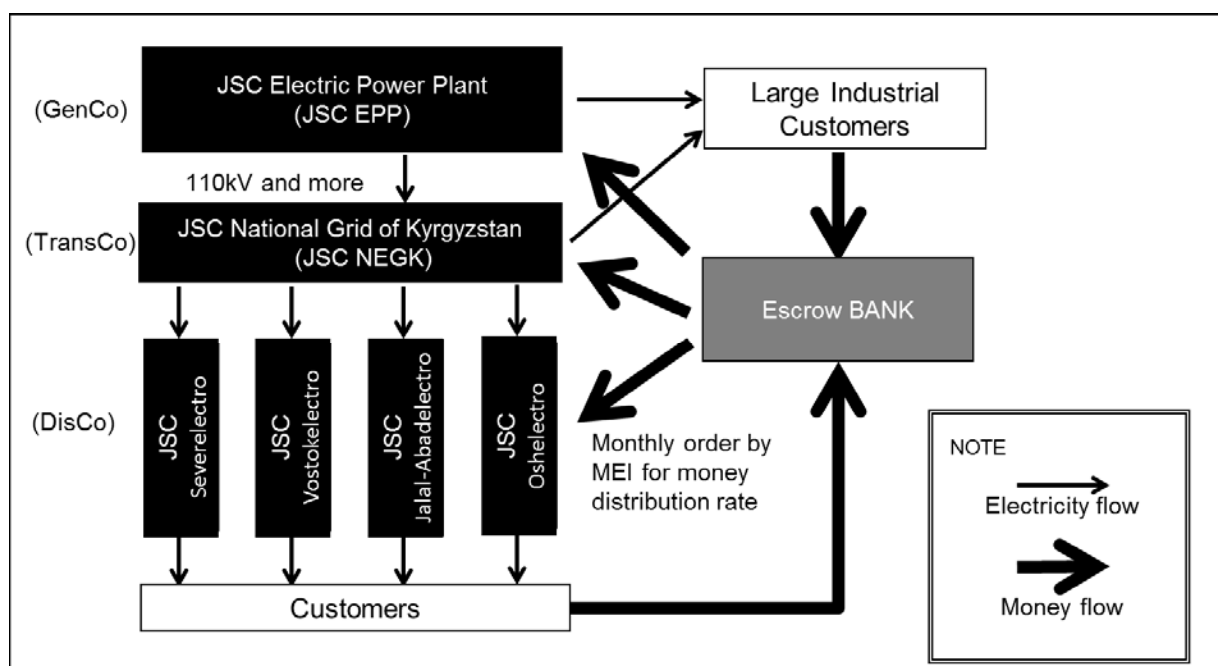 JSC Electric Power Plant
(JSC EPP)
(GenCo)
Large Industrial
Customers
110kV and more
JSC National Grid of Kyrgyzstan
(JSC NEGK)
(TransCo)
Escrow BANK
(DisCo)
JSC
Severelectro
JSC
Vostokelectro
JSC
Jalal-Abadelectro
JSC
Oshelectro
Monthly order by
MEI for money
distribution rate
Customers
NOTE
Electricity flow
Money flow